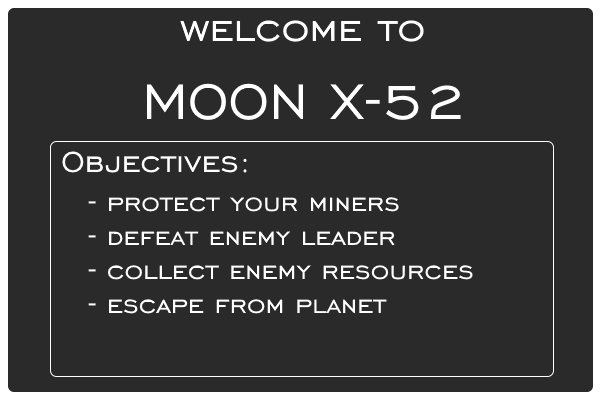 WELCOME TO
MOON X-52
OBJECTIVES:
- PROTECT YOUR MINERS
- DEFEAT ENEMY LEADER
- COLLECT ENEMY RESOURCES
- ESCAPE FROM PLANET